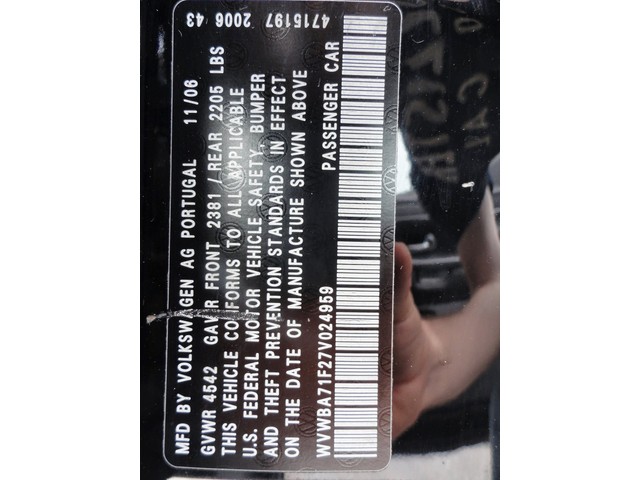 4715197 2006 43
MFD BY VOLKSWAGEN AG PORTUGAL 11/06
GVWR 4542 GAWR FRONT 2381/REAR 2205 LBS
THIS VEHICLE CONFORMS TO ALL APPLICABLE
U.S. FEDERAL MOTOR VEHICLE SAFETY, BUMPER
AND THEFT PREVENTION STANDARDS IN EFFECT
ON THE DATE OF MANUFACTURE SHOWN ABOVE
WVWBA71F27V024959 PASSENGER CAR